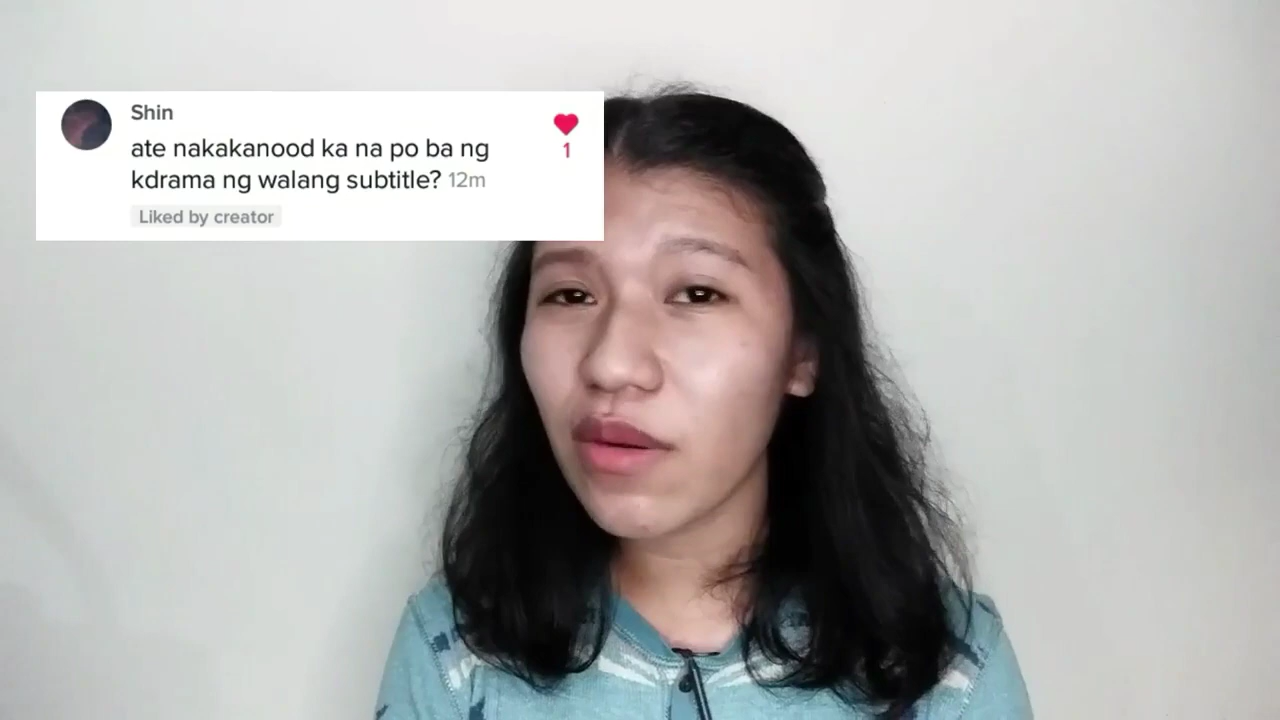 Shin
ate nakakanood ka na po ba ng
kdrama ng walang subtitle? 12m
Liked by creator
1